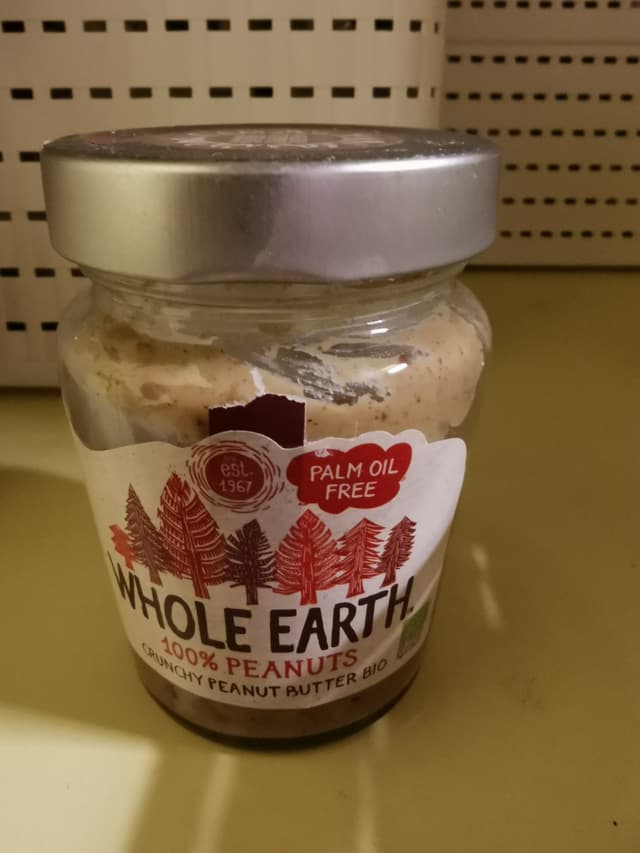 est.
1967
PALM OIL
FREE
WHOLE EARTH
100% PEANUTS
CRUNCHY PEANUT BUTTER BIO